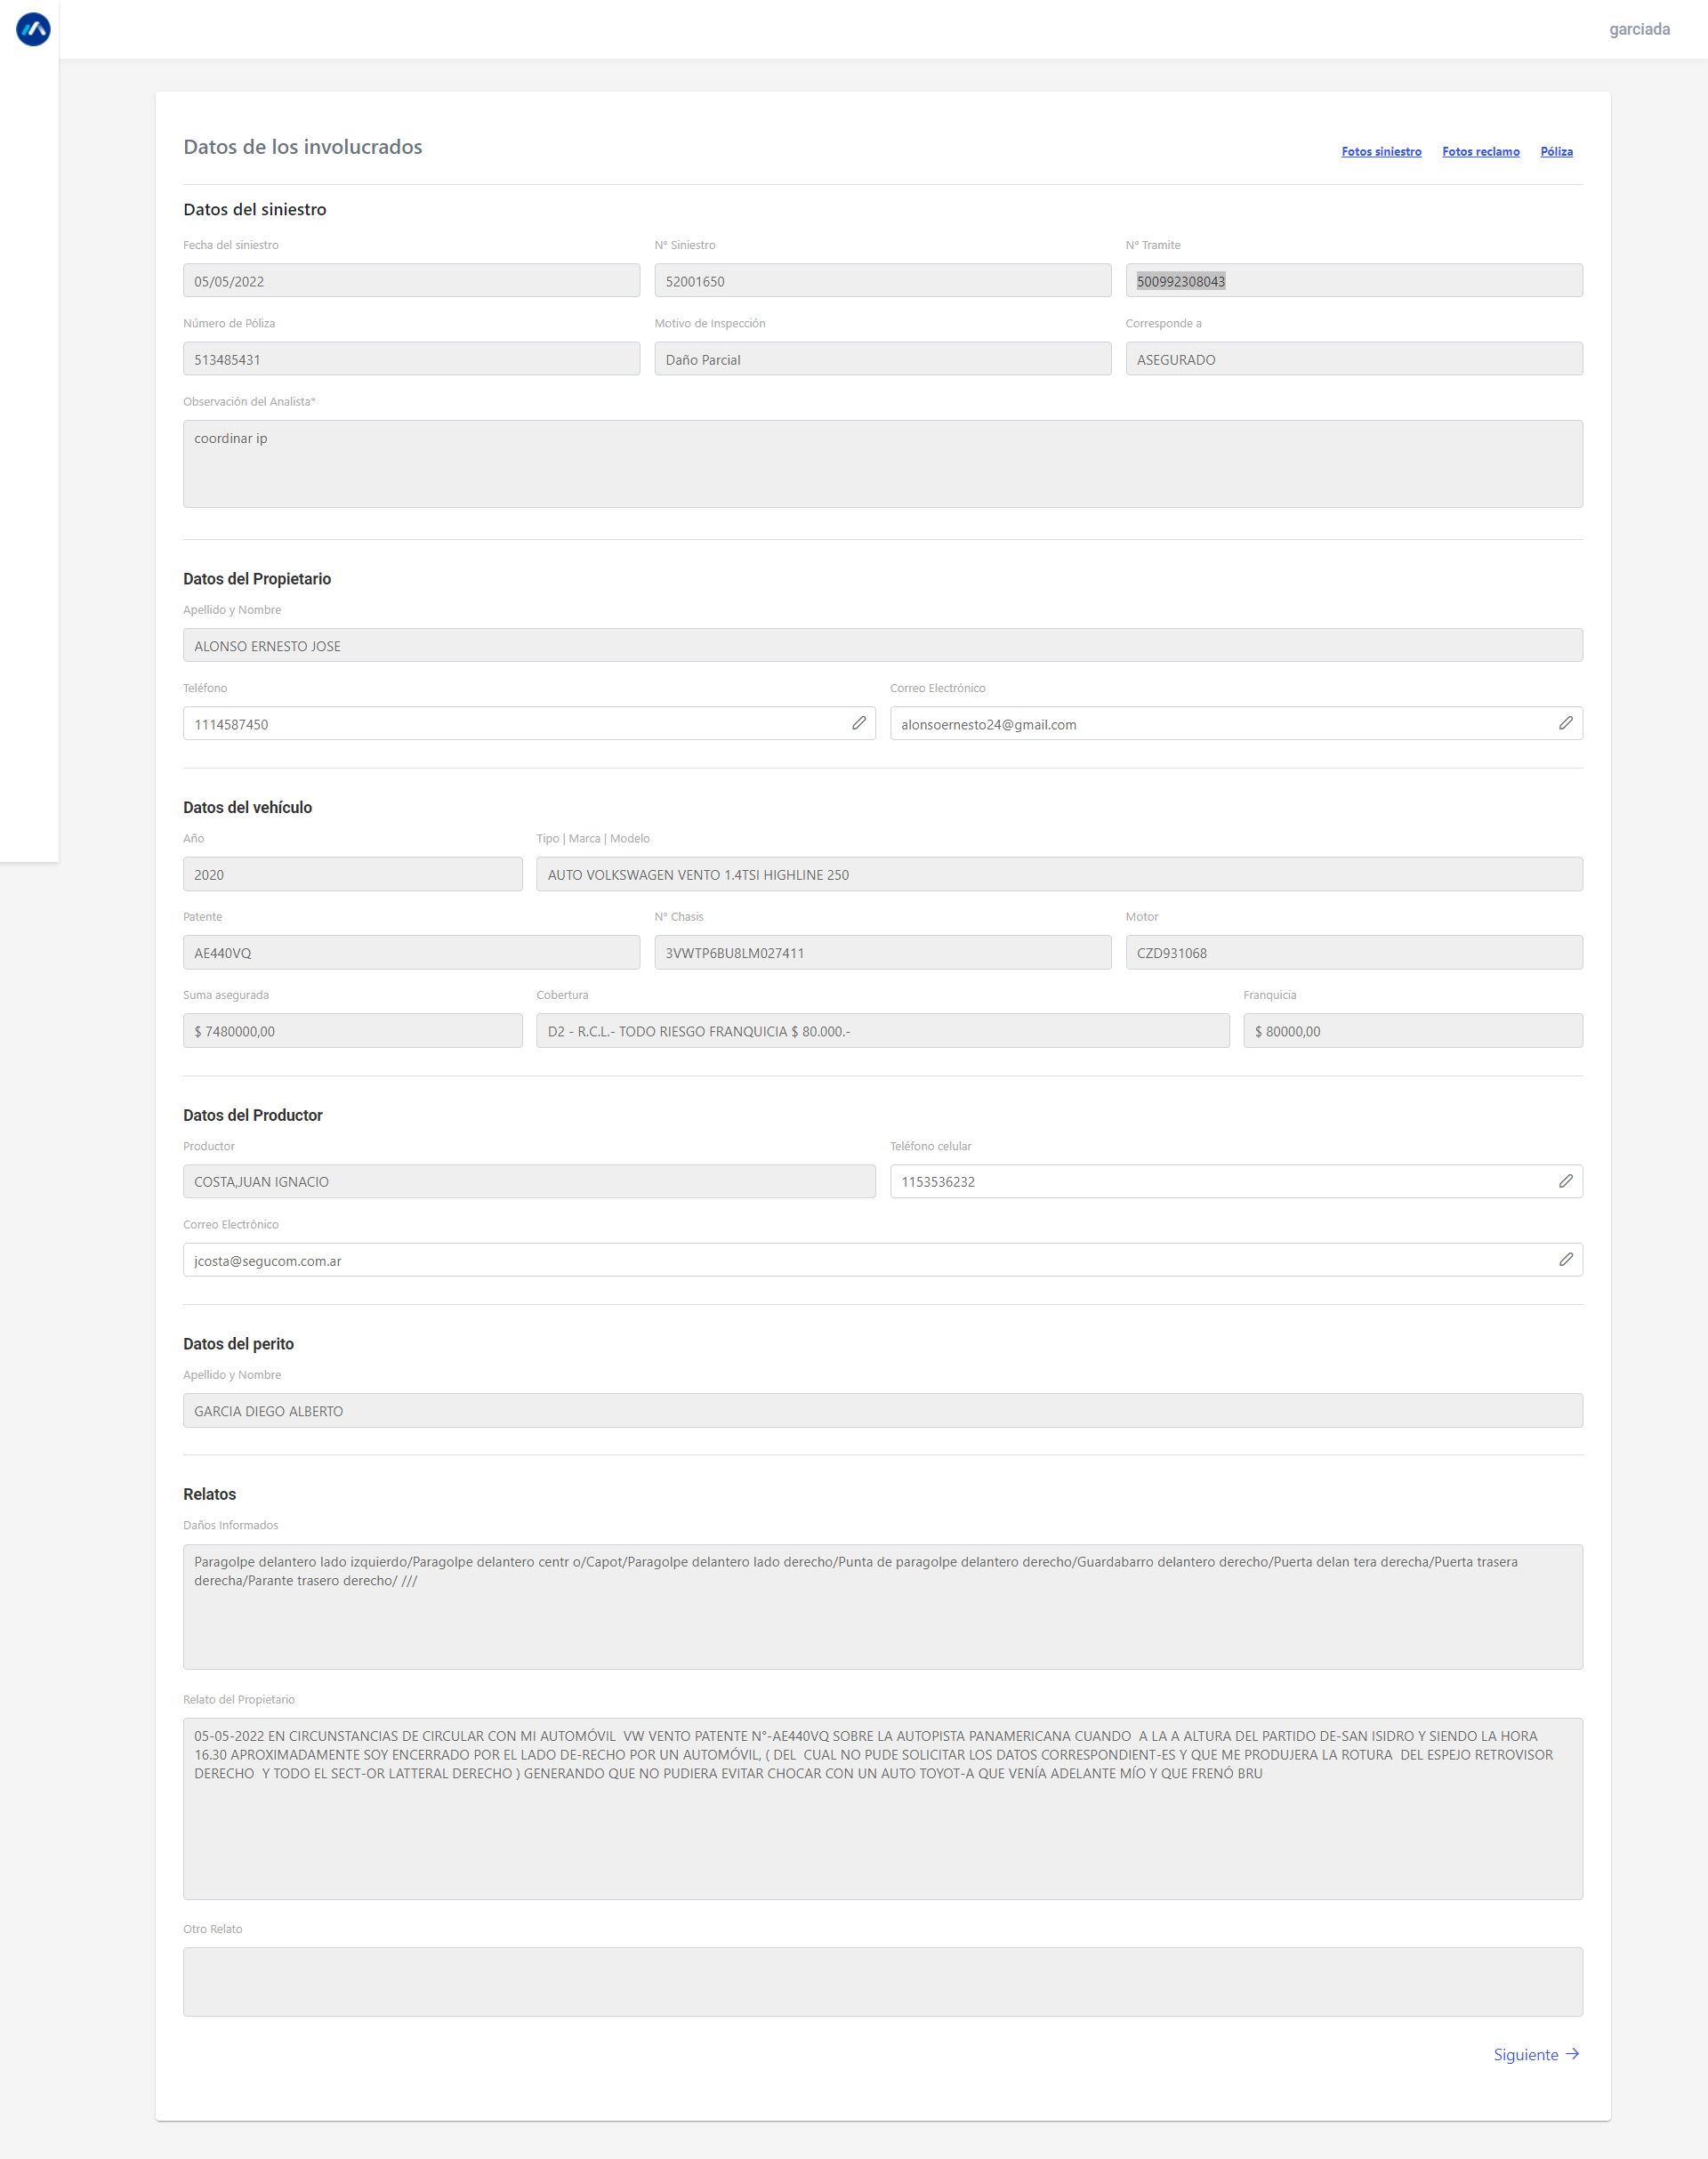 garciada
Datos de los involucrados
Fotos siniestro Fotos reclamo Póliza
Datos del siniestro
Fecha del siniestro N° Siniestro N° Tramite
05/05/2022 52001650 500992308043
Número de Póliza Motivo de Inspección Corresponde a
513485431 Daño Parcial ASEGURADO
Observación del Analista*
coordinar ip
Datos del Propietario
Apellido y Nombre
ALONSO ERNESTO JOSE
Teléfono Correo Electrónico
1114587450 alonsoernesto24@gmail.com
Datos del vehículo
Año Tipo | Marca | Modelo
2020 AUTO VOLKSWAGEN VENTO 1.4TSI HIGHLINE 250
Patente N° Chasis Motor
AE440VQ 3VWTP6BU8LM027411 CZD931068
Suma asegurada Cobertura Franquicia
$ 7480000,00 D2 - R.C.L.- TODO RIESGO FRANQUICIA $ 80.000.- $ 80000,00
Datos del Productor
Productor Teléfono celular
COSTA,JUAN IGNACIO 1153536232
Correo Electrónico
jcosta@segucom.com.ar
Datos del perito
Apellido y Nombre
GARCIA DIEGO ALBERTO
Relatos
Daños Informados
Paragolpe delantero lado izquierdo/Paragolpe delantero centr o/Capot/Paragolpe delantero lado derecho/Punta de paragolpe delantero derecho/Guardabarro delantero derecho/Puerta delan tera derecha/Puerta trasera
derecha/Parante trasero derecho/ ///
Relato del Propietario
05-05-2022 EN CIRCUNSTANCIAS DE CIRCULAR CON MI AUTOMÓVIL  VW VENTO PATENTE N°-AE440VQ SOBRE LA AUTOPISTA PANAMERICANA CUANDO  A LA A ALTURA DEL PARTIDO DE-SAN ISIDRO Y SIENDO LA HORA
16.30 APROXIMADAMENTE SOY ENCERRADO POR EL LADO DE-RECHO POR UN AUTOMÓVIL, ( DEL  CUAL NO PUDE SOLICITAR LOS DATOS CORRESPONDIENT-ES Y QUE ME PRODUJERA LA ROTURA  DEL ESPEJO RETROVISOR
DERECHO  Y TODO EL SECT-OR LATTERAL DERECHO ) GENERANDO QUE NO PUDIERA EVITAR CHOCAR CON UN AUTO TOYOT-A QUE VENÍA ADELANTE MÍO Y QUE FRENÓ BRU
Otro Relato
Siguiente →